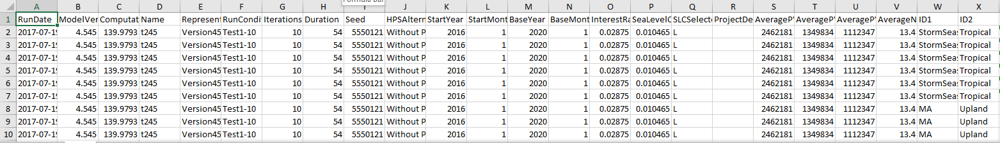 Formula Bar
A B C D E F G H I J K L M N O P Q R S T U V W X
1 RunDate ModelVer Computat Name Represent RunCondi Iterations Duration Seed HPSAltern StartYear StartMont BaseYear BaseMont InterestRa SeaLevelC SLCSelecte ProjectDe AverageP AverageP AverageP AverageN ID1 ID2
2 2017-07-19 4.545 139.9793 t245 Version45 Test1-10 10 54 5550121 Without P 2016 1 2020 1 0.02875 0.010465 L 2462181 1349834 1112347 13.4 StormSeas Tropical
3 2017-07-19 4.545 139.9793 t245 Version45 Test1-10 10 54 5550121 Without P 2016 1 2020 1 0.02875 0.010465 L 2462181 1349834 1112347 13.4 StormSeas Tropical
4 2017-07-19 4.545 139.9793 t245 Version45 Test1-10 10 54 5550121 Without P 2016 1 2020 1 0.02875 0.010465 L 2462181 1349834 1112347 13.4 StormSeas Tropical
5 2017-07-19 4.545 139.9793 t245 Version45 Test1-10 10 54 5550121 Without P 2016 1 2020 1 0.02875 0.010465 L 2462181 1349834 1112347 13.4 StormSeas Tropical
6 2017-07-19 4.545 139.9793 t245 Version45 Test1-10 10 54 5550121 Without P 2016 1 2020 1 0.02875 0.010465 L 2462181 1349834 1112347 13.4 StormSeas Tropical
7 2017-07-19 4.545 139.9793 t245 Version45 Test1-10 10 54 5550121 Without P 2016 1 2020 1 0.02875 0.010465 L 2462181 1349834 1112347 13.4 StormSeas Tropical
8 2017-07-19 4.545 139.9793 t245 Version45 Test1-10 10 54 5550121 Without P 2016 1 2020 1 0.02875 0.010465 L 2462181 1349834 1112347 13.4 MA Upland
9 2017-07-19 4.545 139.9793 t245 Version45 Test1-10 10 54 5550121 Without P 2016 1 2020 1 0.02875 0.010465 L 2462181 1349834 1112347 13.4 MA Upland
10 2017-07-19 4.545 139.9793 t245 Version45 Test1-10 10 54 5550121 Without P 2016 1 2020 1 0.02875 0.010465 L 2462181 1349834 1112347 13.4 MA Upland